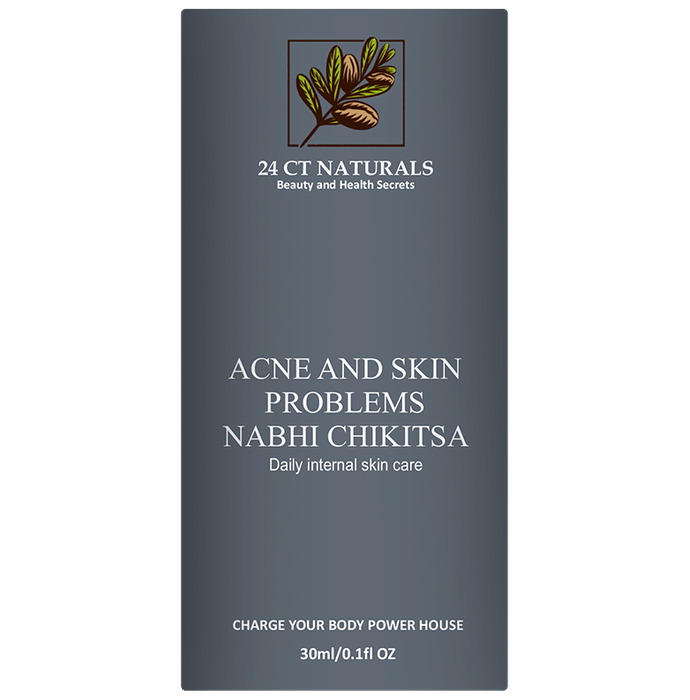 24 CT NATURALS
Beauty and Health Secrets
ACNE AND SKIN
PROBLEMS
NABHI CHIKITSA
Daily internal skin care
CHARGE YOUR BODY POWER HOUSE
30ml/0.1fl OZ